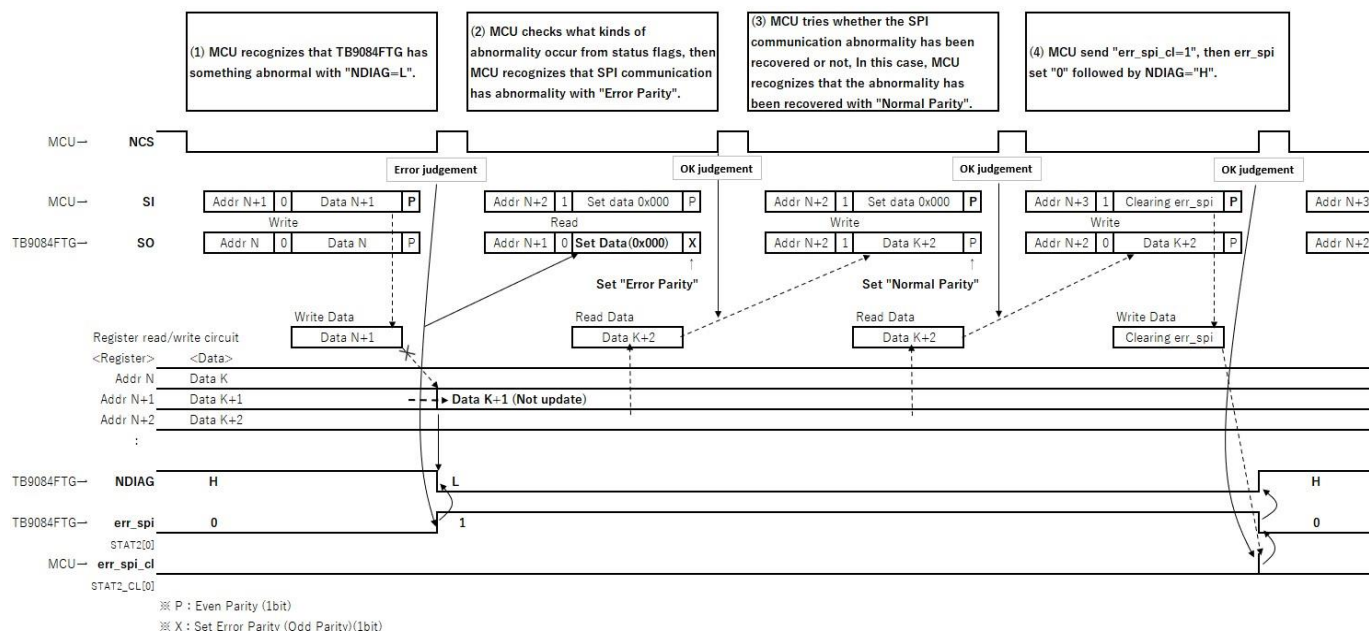 (1) MCU recognizes that TB9084FTG has
something abnormal with "NDIAG=L".
(2) MCU checks what kinds of
abnormality occur from status flags, then
MCU recognizes that SPI communication
has abnormality with "Error Parity".
(3) MCU tries whether the SPI
communication abnormality has been
recovered or not, In this case, MCU
recognizes that the abnormality has
been recovered with "Normal Parity".
(4) MCU send "err_spi_cl=1", then err_spi
set "0" followed by NDIAG="H".
MCU→ NCS
Error judgement
OK judgement
OK judgement
OK judgement
MCU→ SI Addr N+1 0 Data N+1 P Addr N+2 1 Set data 0x000 P Addr N+2 1 Set data 0x000 P Addr N+3 1 Clearing err_spi P Addr N+3
Write Read Write Write
TB9084FTG→ SO Addr N 0 Data N P Addr N+1 0 Set Data(0x000) X Addr N+2 1 Data K+2 P Addr N+2 0 Data K+2 P Addr N+2
↑ ↑
Set "Error Parity" Set "Normal Parity"
Write Data Read Data Read Data Write Data
Register read/write circuit Data N+1 Data K+2 Data K+2 Clearing err_spi
<Register> <Data>
Addr N Data K
Addr N+1 Data K+1 Data K+1 (Not update)
Addr N+2 Data K+2
:
TB9084FTG→ NDIAG H L H
TB9084FTG→ err_spi 0 1 0
STAT2[0]
MCU→ err_spi_cl
STAT2_CL[0]
※ P : Even Parity (1bit)
※ X : Set Error Parity (Odd Parity)(1bit)